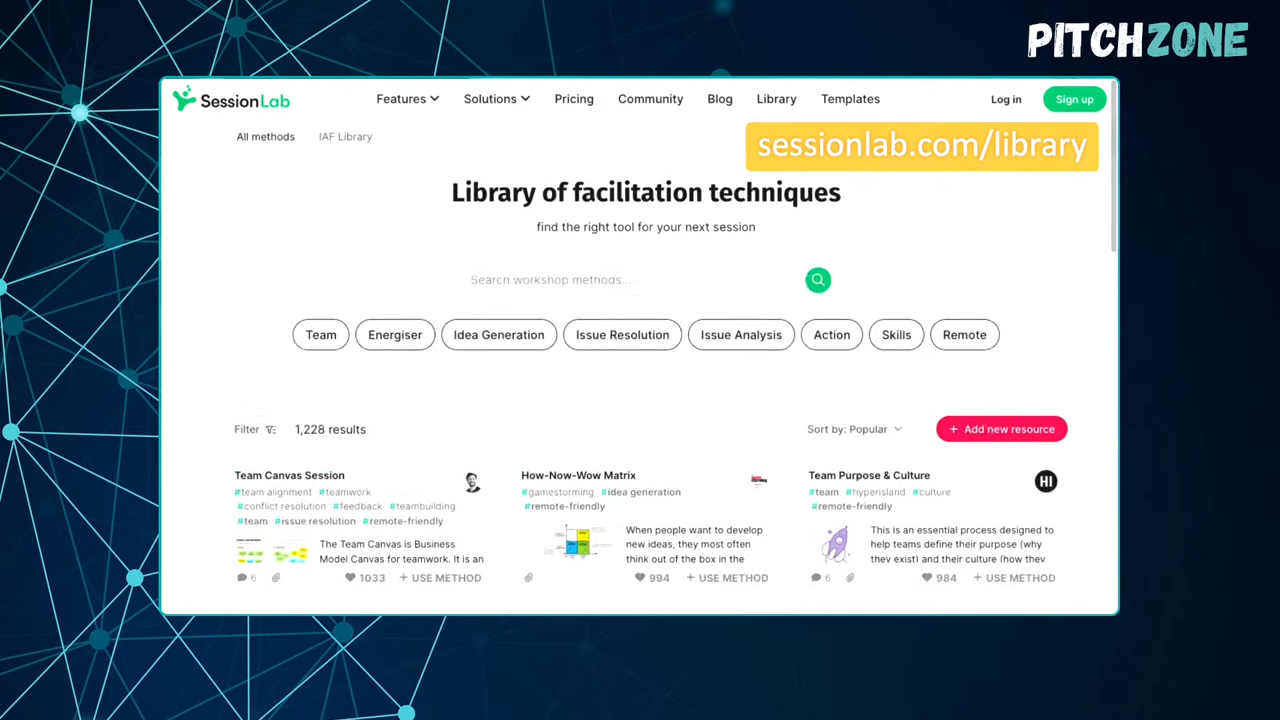 PITCHZONE
SessionLab
Features Solutions Pricing Community Blog Library Templates Log in Sign up
All methods IAF Library
sessionlab.com/library
Library of facilitation techniques
find the right tool for your next session
Search workshop methods...
Team Energiser Idea Generation Issue Resolution Issue Analysis Action Skills Remote
Filter 1,228 results Sort by: Popular + Add new resource
Team Canvas Session
#team alignment #teamwork
#conflict resolution #feedback #teambuilding
#team #issue resolution #remote-friendly
The Team Canvas is Business
Model Canvas for teamwork. It is an
6 1033 + USE METHOD
How-Now-Wow Matrix
#gamestorming #idea generation
#remote-friendly
When people want to develop
new ideas, they most often
think out of the box in the
994 + USE METHOD
Team Purpose & Culture
HI
#team #hyperisland #culture
#remote-friendly
This is an essential process designed to
help teams define their purpose (why
they exist) and their culture (how they
6 984 + USE METHOD